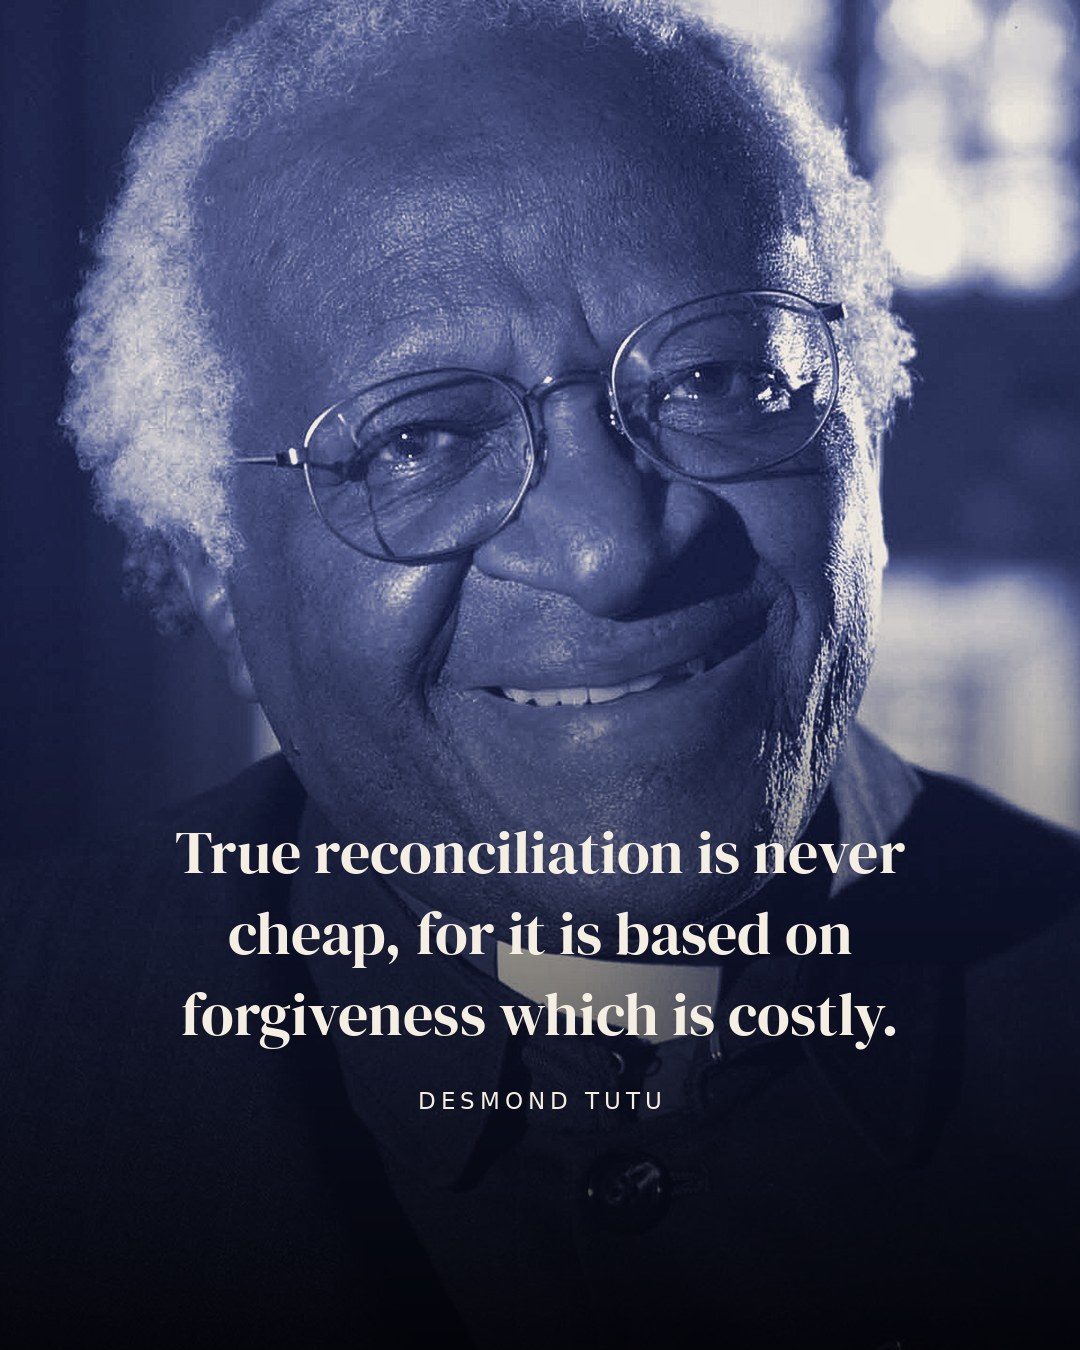 True reconciliation is never
cheap, for it is based on
forgiveness which is costly.
DESMOND TUTU